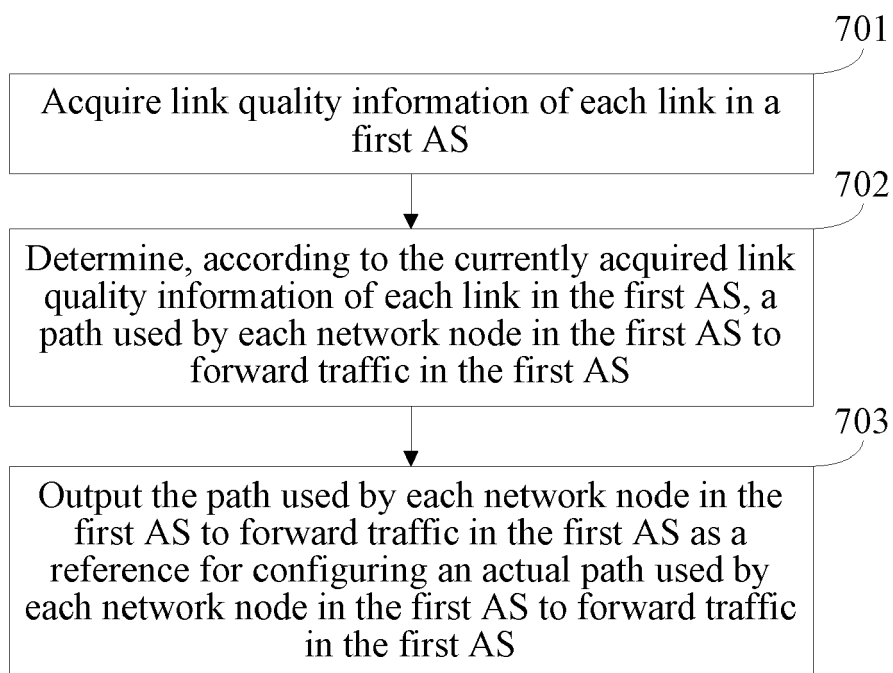 701
Acquire link quality information of each link in a
first AS
702
Determine, according to the currently acquired link
quality information of each link in the first AS, a
path used by each network node in the first AS to
forward traffic in the first AS
703
Output the path used by each network node in the
first AS to forward traffic in the first AS as a
reference for configuring an actual path used by
each network node in the first AS to forward traffic
in the first AS